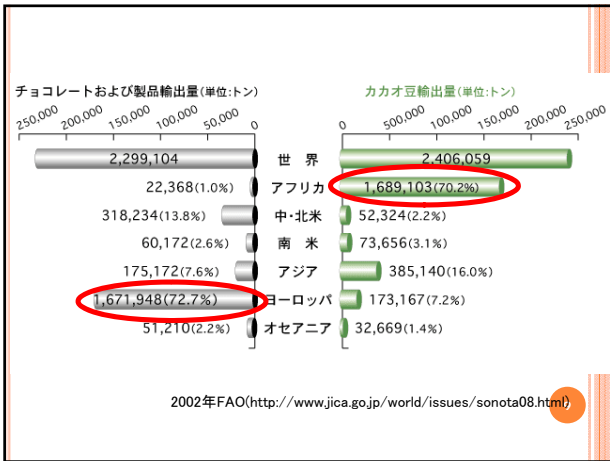 チョコレートおよび製品輸出量(単位:トン) カカオ豆輸出量(単位:トン)
250,000 200,000 150,000 100,000 50,000 0 0 500,000 100,000 150,000 200,000 250,000
2,299,104 世 界 2,406,059
22,368(1.0%) アフリカ 1,689,103(70.2%)
318,234(13.8%) 中・北米 52,324(2.2%)
60,172(2.6%) 南 米 73,656(3.1%)
175,172(7.6%) アジア 385,140(16.0%)
1,671,948(72.7%) ヨーロッパ 173,167(7.2%)
51,210(2.2%) オセアニア 32,669(1.4%)
2002年FAO(http://www.jica.go.jp/world/issues/sonota08.html)